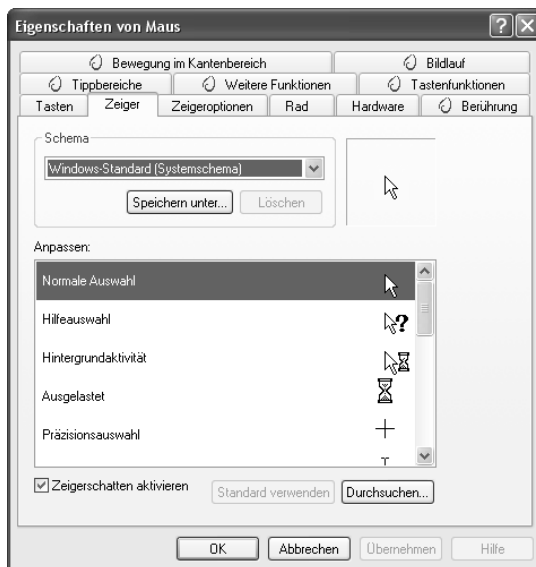 Eigenschaften von Maus
Bewegung im Kantenbereich
Bildlauf
Tippbereiche
Weitere Funktionen
Tastenfunktionen
Tasten
Zeiger
Zeigeroptionen
Rad
Hardware
Berührung
Schema
Windows-Standard (Systemschema)
Speichern unter...
Löschen
Anpassen:
Normale Auswahl
Hilfeauswahl
Hintergrundaktivität
Ausgelastet
Präzisionsauswahl
Zeigerschatten aktivieren
Standard verwenden
Durchsuchen...
OK
Abbrechen
Übernehmen
Hilfe